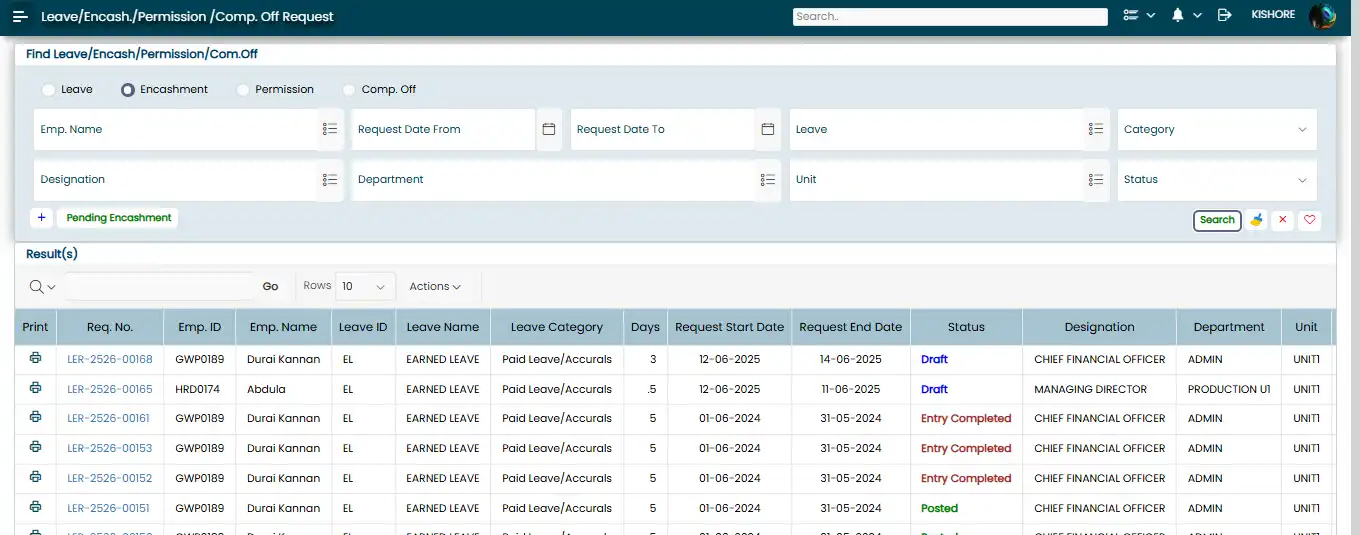 Leave/Encash./Permission /Comp. Off Request Search.. KISHORE
Find Leave/Encash/Permission/Com.Off
Leave Encashment Permission Comp. Off
Emp. Name Request Date From Request Date To Leave Category
Designation Department Unit Status
+ Pending Encashment Search
Result(s)
Go Rows 10 Actions
Print Req. No. Emp. ID Emp. Name Leave ID Leave Name Leave Category Days Request Start Date Request End Date Status Designation Department Unit
LER-2526-00168 GWP0189 Durai Kannan EL EARNED LEAVE Paid Leave/Accurals 3 12-06-2025 14-06-2025 Draft CHIEF FINANCIAL OFFICER ADMIN UNIT1
LER-2526-00165 HRD0174 Abdula EL EARNED LEAVE Paid Leave/Accurals .5 12-06-2025 11-06-2025 Draft MANAGING DIRECTOR PRODUCTION U1 UNIT1
LER-2526-00161 GWP0189 Durai Kannan EL EARNED LEAVE Paid Leave/Accurals 5 01-06-2024 31-05-2024 Entry Completed CHIEF FINANCIAL OFFICER ADMIN UNIT1
LER-2526-00153 GWP0189 Durai Kannan EL EARNED LEAVE Paid Leave/Accurals 5 01-06-2024 31-05-2024 Entry Completed CHIEF FINANCIAL OFFICER ADMIN UNIT1
LER-2526-00152 GWP0189 Durai Kannan EL EARNED LEAVE Paid Leave/Accurals 5 01-06-2024 31-05-2024 Entry Completed CHIEF FINANCIAL OFFICER ADMIN UNIT1
LER-2526-00151 GWP0189 Durai Kannan EL EARNED LEAVE Paid Leave/Accurals 5 01-06-2024 31-05-2024 Posted CHIEF FINANCIAL OFFICER ADMIN UNIT1